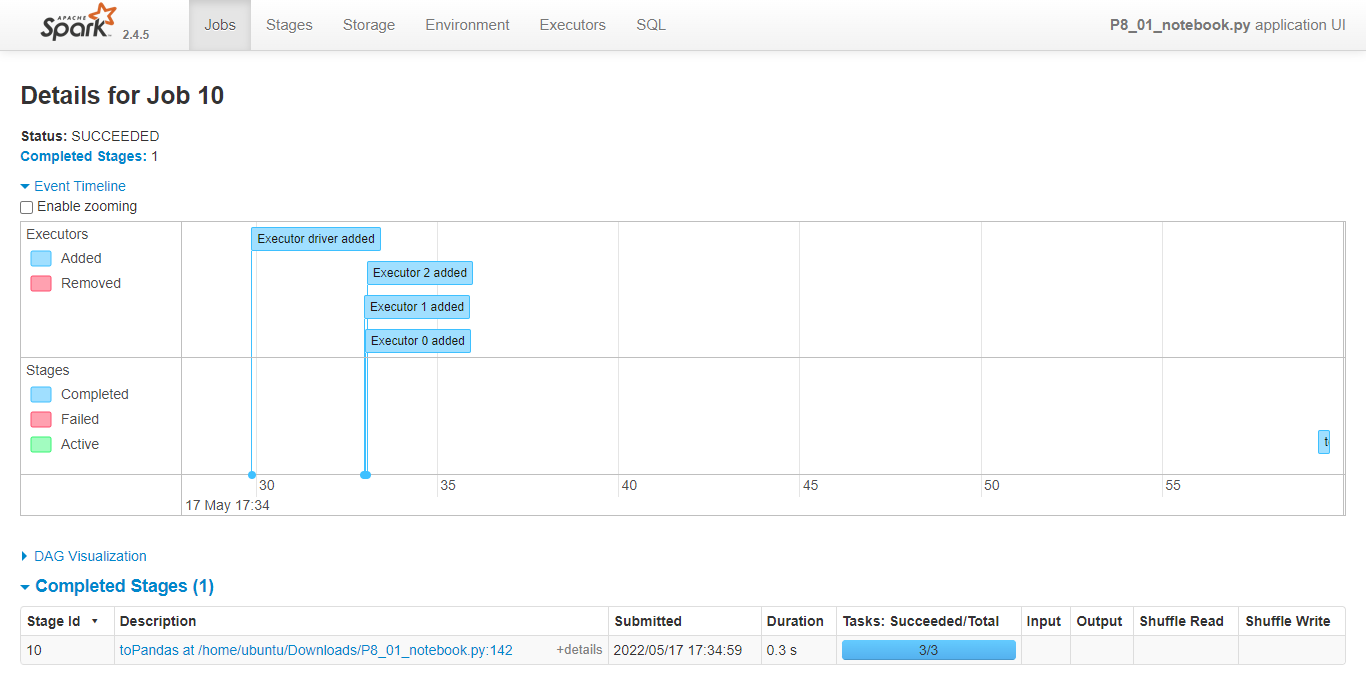 APACHE
Spark 2.4.5 Jobs Stages Storage Environment Executors SQL P8_01_notebook.py application UI
Details for Job 10
Status: SUCCEEDED
Completed Stages: 1
Event Timeline
Enable zooming
Executors
Added
Removed
Executor driver added
Executor 2 added
Executor 1 added
Executor 0 added
Stages
Completed
Failed
Active
t
30 35 40 45 50 55
17 May 17:34
DAG Visualization
Completed Stages (1)
Stage Id Description Submitted Duration Tasks: Succeeded/Total Input Output Shuffle Read Shuffle Write
10 toPandas at /home/ubuntu/Downloads/P8_01_notebook.py:142 +details 2022/05/17 17:34:59 0.3 s 3/3